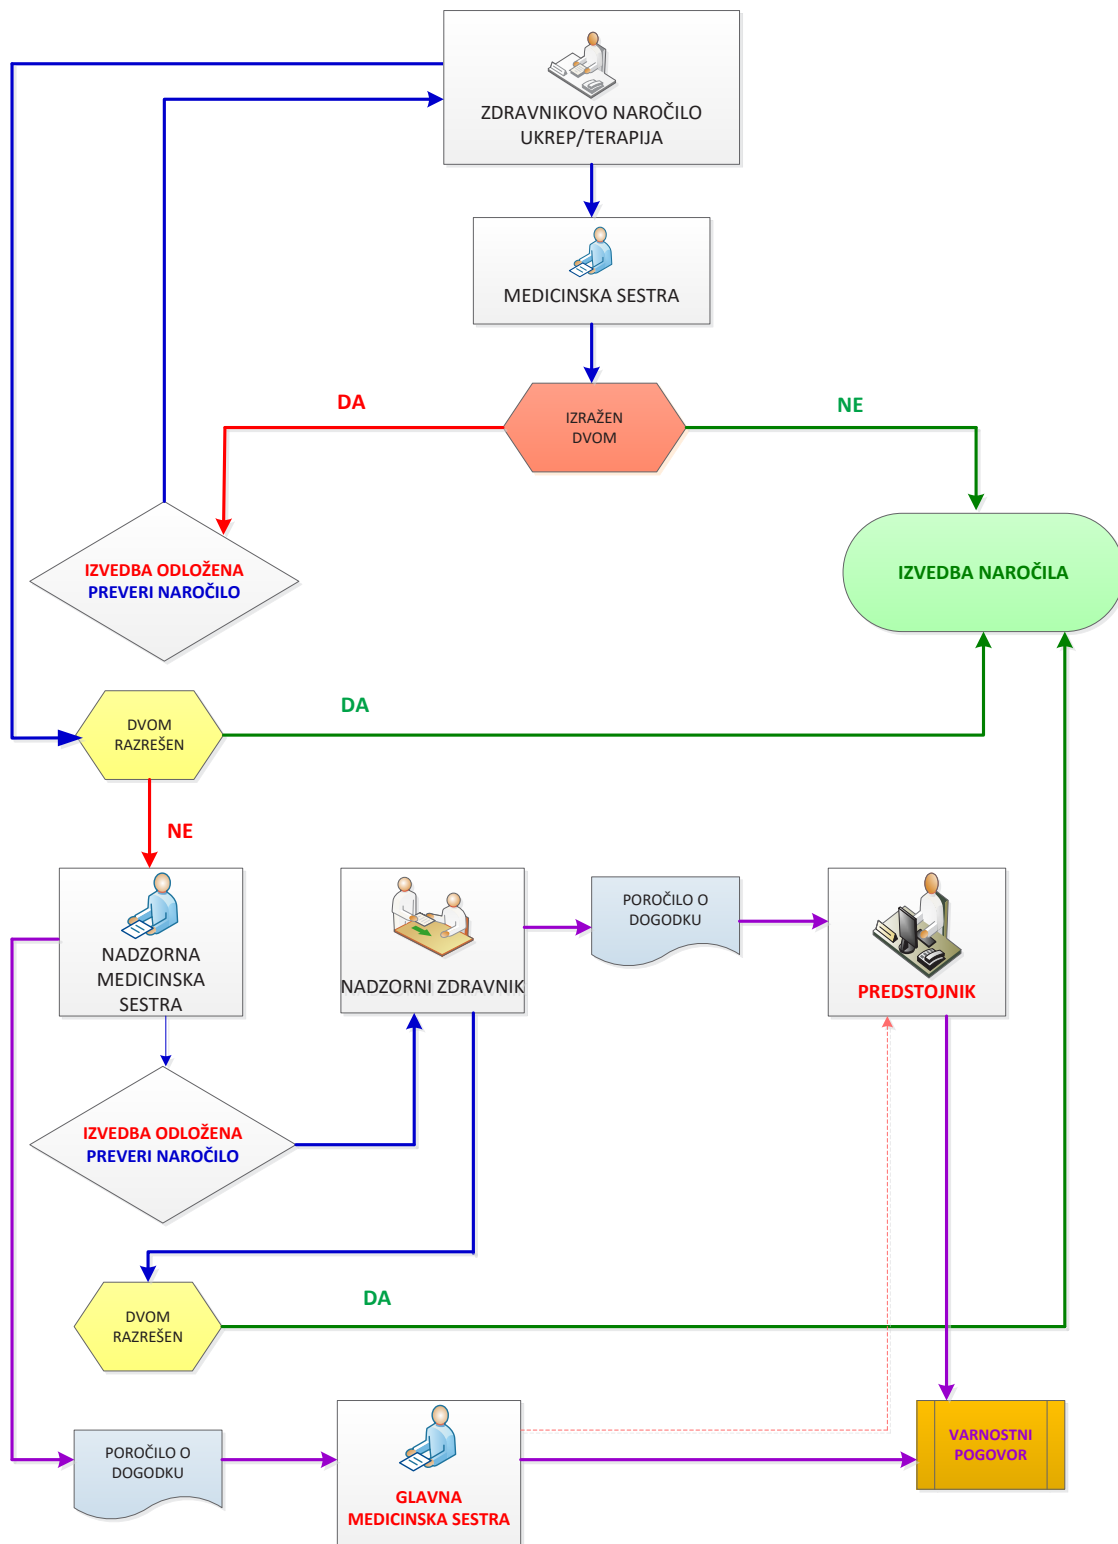 ZDRAVNIKOVO NAROČILO
UKREP/TERAPIJA
MEDICINSKA SESTRA
DA
NE
IZRAŽEN
DVOM
IZVEDBA ODLOŽENA
PREVERI NAROČILO
IZVEDBA NAROČILA
DVOM
RAZREŠEN
DA
NE
NADZORNA
MEDICINSKA
SESTRA
NADZORNI ZDRAVNIK
POROČILO O
DOGODKU
PREDSTOJNIK
IZVEDBA ODLOŽENA
PREVERI NAROČILO
DVOM
RAZREŠEN
DA
POROČILO O
DOGODKU
GLAVNA
MEDICINSKA SESTRA
VARNOSTNI
POGOVOR